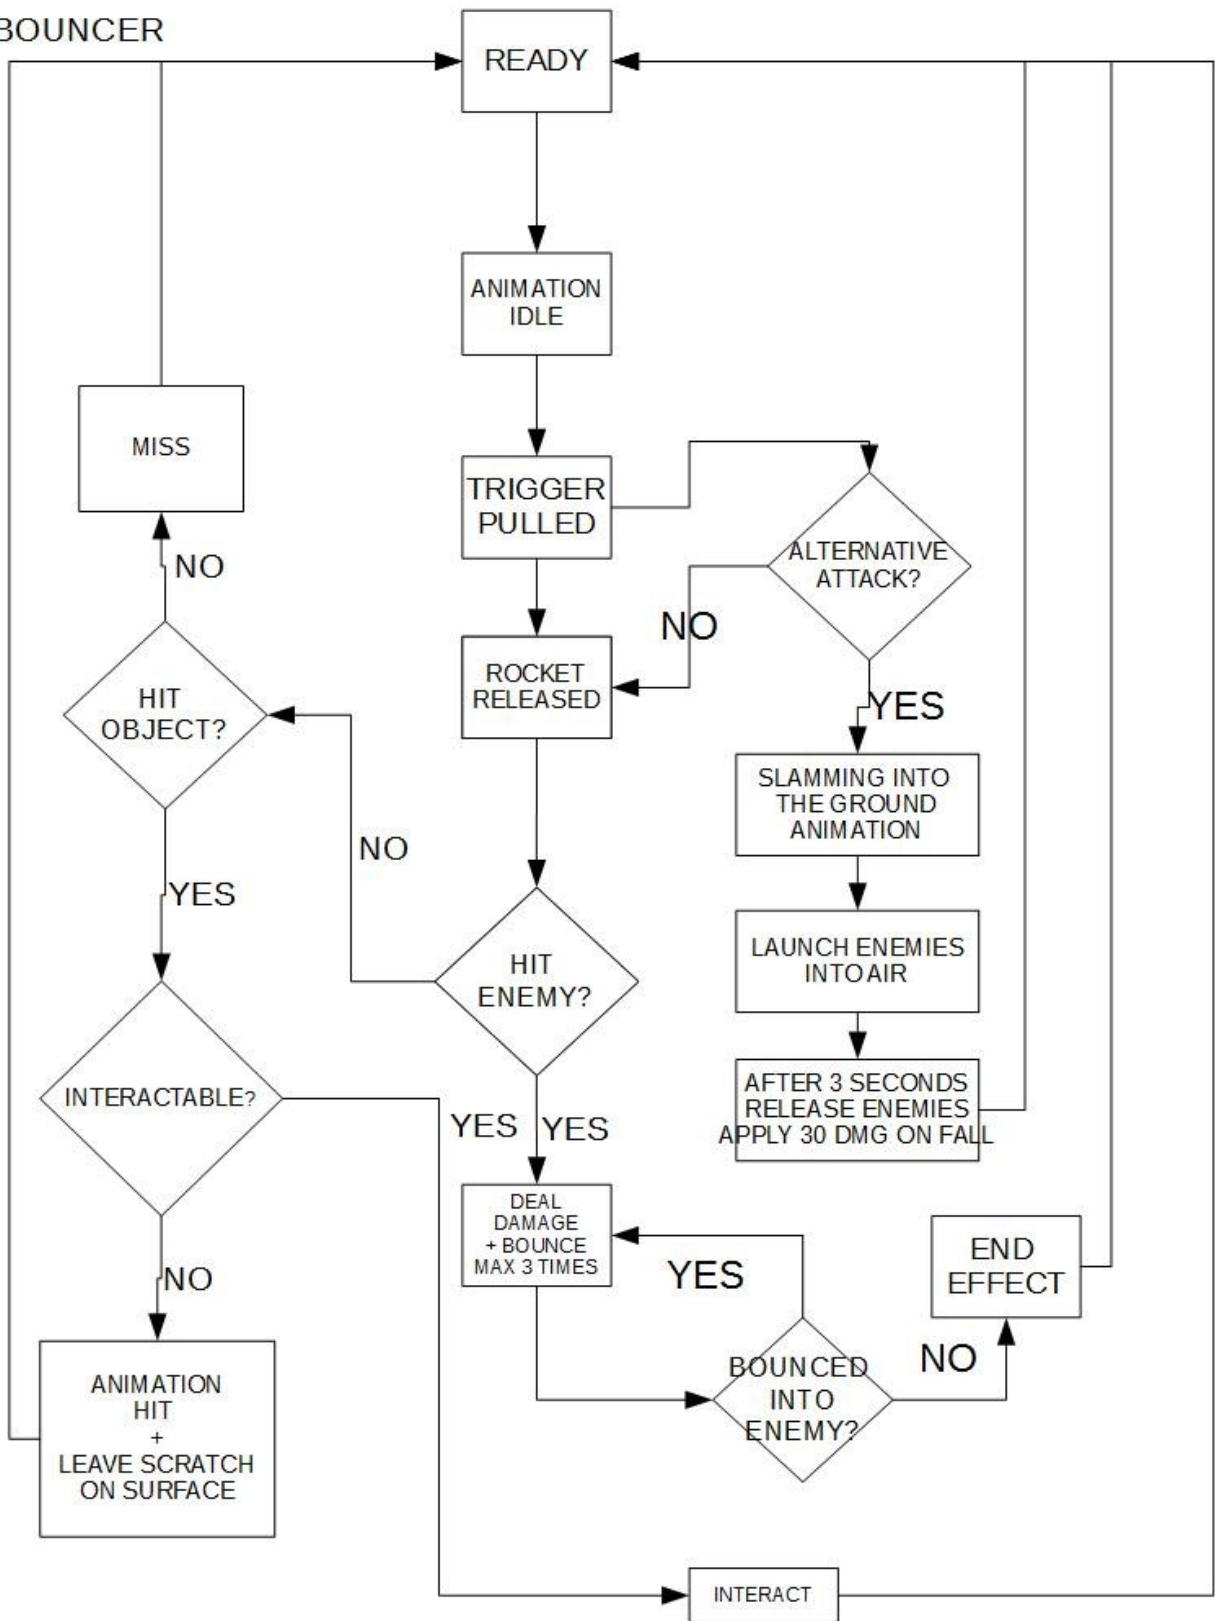 BOUNCER
READY
ANIMATION
IDLE
MISS
TRIGGER
PULLED
ALTERNATIVE
ATTACK?
NO
NO
ROCKET
RELEASED
HIT
OBJECT?
YES
SLAMMING INTO
THE GROUND
ANIMATION
NO
YES
HIT
ENEMY?
LAUNCH ENEMIES
INTO AIR
INTERACTABLE?
AFTER 3 SECONDS
RELEASE ENEMIES
APPLY 30 DMG ON FALL
YES
YES
DEAL
DAMAGE
+ BOUNCE
MAX 3 TIMES
YES
END
EFFECT
NO
BOUNCED
INTO
ENEMY?
NO
ANIMATION
HIT
+
LEAVE SCRATCH
ON SURFACE
INTERACT